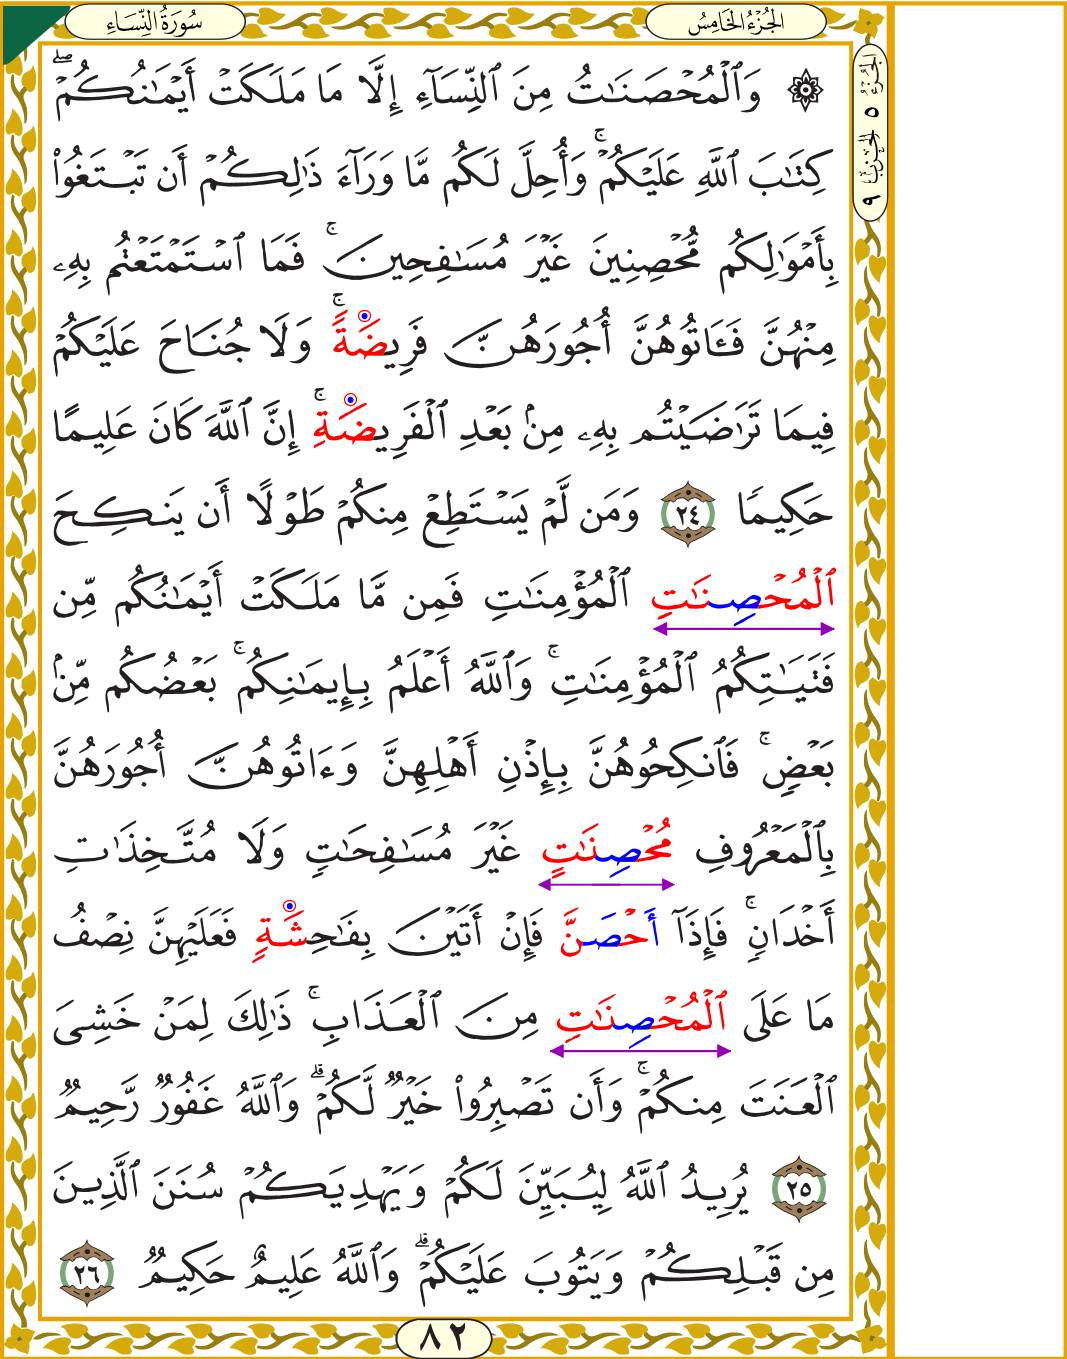 سُورَةُ النِّسَاءِ
الجُزْءُ الخَامِسُ
الجُزْءُ ٥ الحِزْبُ ٩
۞ وَٱلْمُحْصَنَـٰتُ مِنَ ٱلنِّسَآءِ إِلَّا مَا مَلَكَتْ أَيْمَـٰنُكُمْ ۖ
كِتَـٰبَ ٱللَّهِ عَلَيْكُمْ ۚ وَأُحِلَّ لَكُم مَّا وَرَآءَ ذَٰلِكُمْ أَن تَبْتَغُوا۟
بِأَمْوَٰلِكُم مُّحْصِنِينَ غَيْرَ مُسَـٰفِحِينَ ۚ فَمَا ٱسْتَمْتَعْتُم بِهِۦ
مِنْهُنَّ فَـَٔاتُوهُنَّ أُجُورَهُنَّ فَرِيضَةً ۚ وَلَا جُنَاحَ عَلَيْكُمْ
فِيمَا تَرَٰضَيْتُم بِهِۦ مِنۢ بَعْدِ ٱلْفَرِيضَةِ ۚ إِنَّ ٱللَّهَ كَانَ عَلِيمًا
حَكِيمًا ٢٤ وَمَن لَّمْ يَسْتَطِعْ مِنكُمْ طَوْلًا أَن يَنكِحَ
ٱلْمُحْصِنَـٰتِ ٱلْمُؤْمِنَـٰتِ فَمِن مَّا مَلَكَتْ أَيْمَـٰنُكُم مِّن
فَتَيَـٰتِكُمُ ٱلْمُؤْمِنَـٰتِ ۚ وَٱللَّهُ أَعْلَمُ بِإِيمَـٰنِكُم ۚ بَعْضُكُم مِّنۢ
بَعْضٍ ۚ فَٱنكِحُوهُنَّ بِإِذْنِ أَهْلِهِنَّ وَءَاتُوهُنَّ أُجُورَهُنَّ
بِٱلْمَعْرُوفِ مُحْصِنَـٰتٍ غَيْرَ مُسَـٰفِحَـٰتٍ وَلَا مُتَّخِذَٰتِ
أَخْدَانٍ ۚ فَإِذَآ أَحْصَنَّ فَإِنْ أَتَيْنَ بِفَـٰحِشَةٍ فَعَلَيْهِنَّ نِصْفُ
مَا عَلَى ٱلْمُحْصِنَـٰتِ مِنَ ٱلْعَذَابِ ۚ ذَٰلِكَ لِمَنْ خَشِىَ
ٱلْعَنَتَ مِنكُمْ ۚ وَأَن تَصْبِرُوا۟ خَيْرٌ لَّكُمْ ۗ وَٱللَّهُ غَفُورٌ رَّحِيمٌ
٢٥ يُرِيدُ ٱللَّهُ لِيُبَيِّنَ لَكُمْ وَيَهْدِيَكُمْ سُنَنَ ٱلَّذِينَ
مِن قَبْلِكُمْ وَيَتُوبَ عَلَيْكُمْ ۗ وَٱللَّهُ عَلِيمٌ حَكِيمٌ ٢٦
٨٢